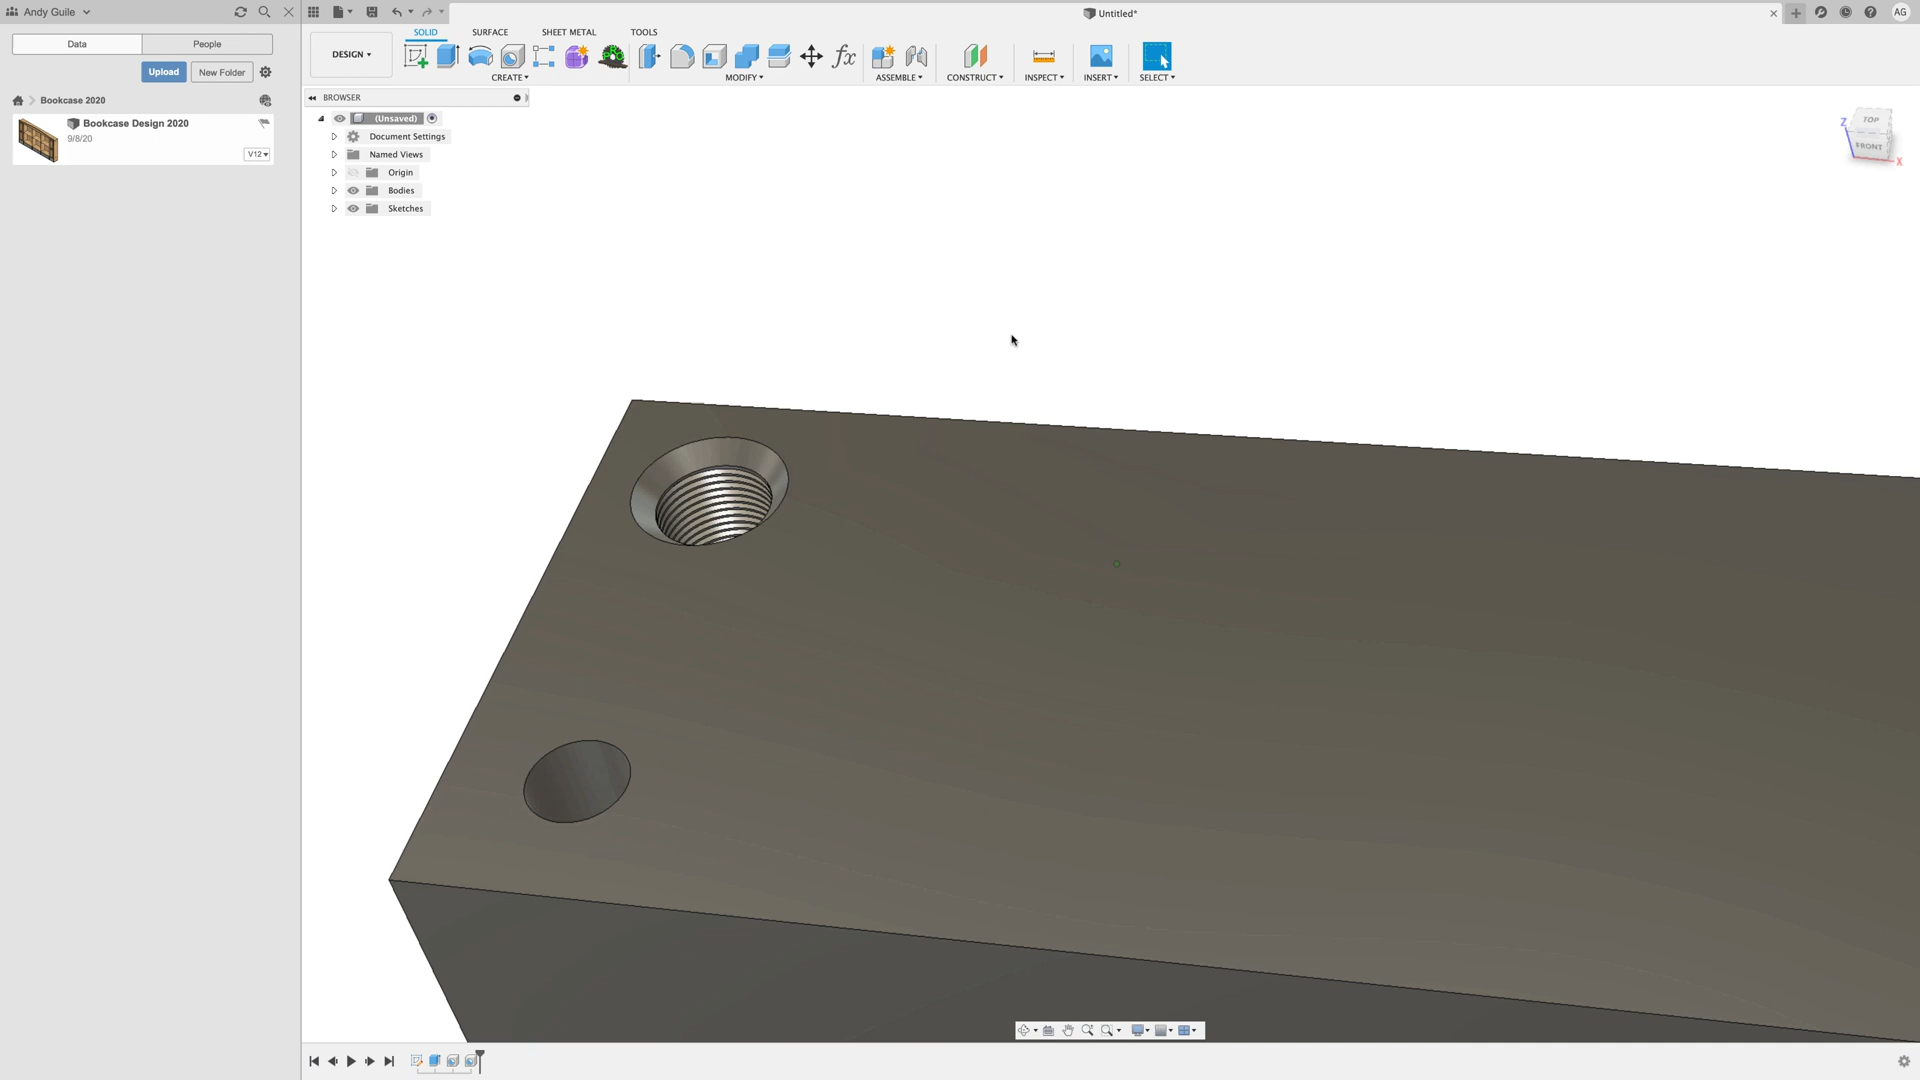 Andy Guile
Untitled*
AG
Data
People
SOLID
SURFACE
SHEET METAL
TOOLS
DESIGN
Upload
New Folder
CREATE
MODIFY
ASSEMBLE
CONSTRUCT
INSPECT
INSERT
SELECT
fx
Bookcase 2020
BROWSER
Bookcase Design 2020
9/8/20
V12
(Unsaved)
Document Settings
Named Views
Origin
Bodies
Sketches
TOP
FRONT
Z
X